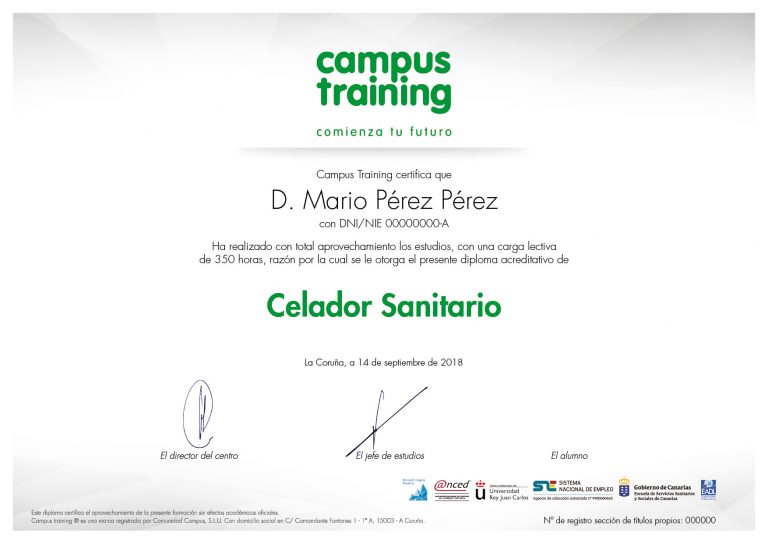 campus
training
comienza tu futuro
Campus Training certifica que
D. Mario Pérez Pérez
con DNI/NIE 00000000-A
Ha realizado con total aprovechamiento los estudios, con una carga lectiva
de 350 horas, razón por la cual se le otorga el presente diploma acreditativo de
Celador Sanitario
La Coruña, a 14 de septiembre de 2018
El director del centro
El jefe de estudios
El alumno
@nced
Universidad
Rey Juan Carlos
SISTEMA
NACIONAL DE EMPLEO
Agencia de colocación autorizada nº 9900000460
Gobierno de Canarias
Escuela de Servicios Sanitarios
y Sociales de Canarias
EADL
Este diploma certifica el aprovechamiento de la presente formación sin efectos académicos oficiales.
Campus training ® es una marca registrada por Comunidad Campus, S.L.U. Con domicilio social en C/ Comandante Fontanes 1 - 1º A, 15003 - A Coruña.
Nº de registro sección de títulos propios: 000000